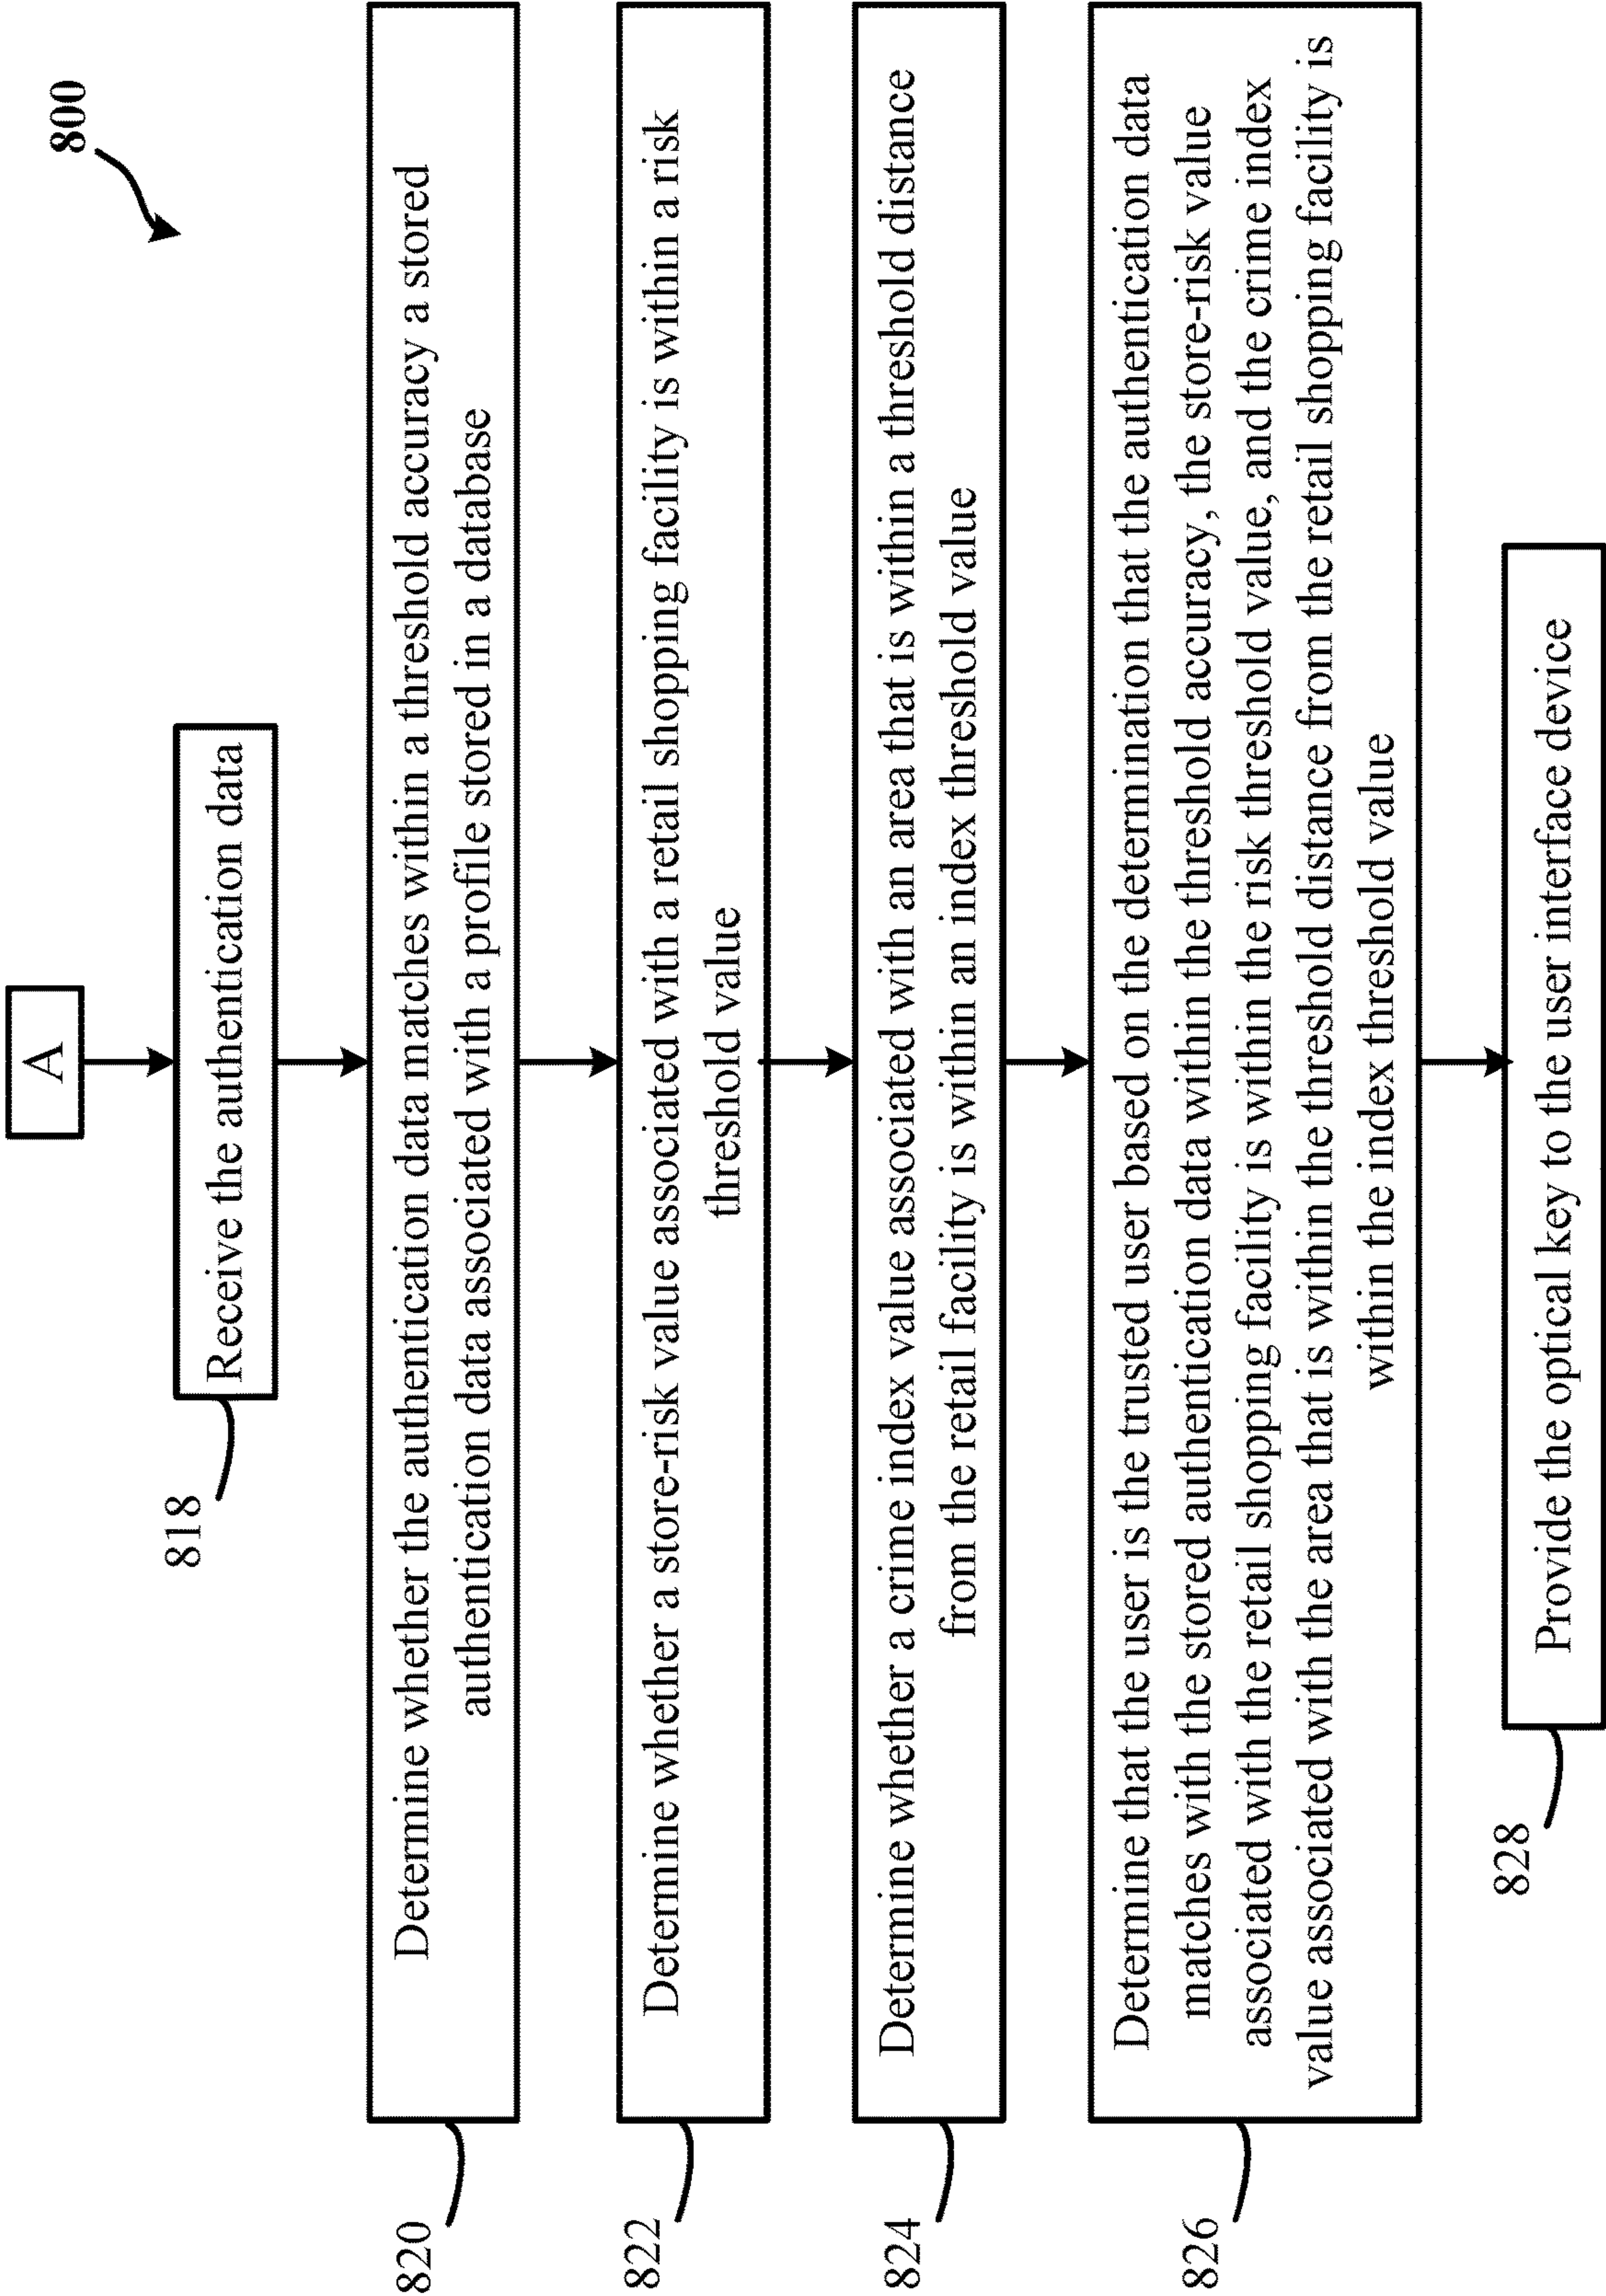 800
A
Receive the authentication data
818
Determine whether the authentication data matches within a threshold accuracy a stored
authentication data associated with a profile stored in a database
820
Determine whether a store-risk value associated with a retail shopping facility is within a risk
threshold value
822
Determine whether a crime index value associated with an area that is within a threshold distance
from the retail facility is within an index threshold value
824
Determine that the user is the trusted user based on the determination that the authentication data
matches with the stored authentication data within the threshold accuracy, the store-risk value
associated with the retail shopping facility is within the risk threshold value, and the crime index
value associated with the area that is within the threshold distance from the retail shopping facility is
within the index threshold value
826
Provide the optical key to the user interface device
828